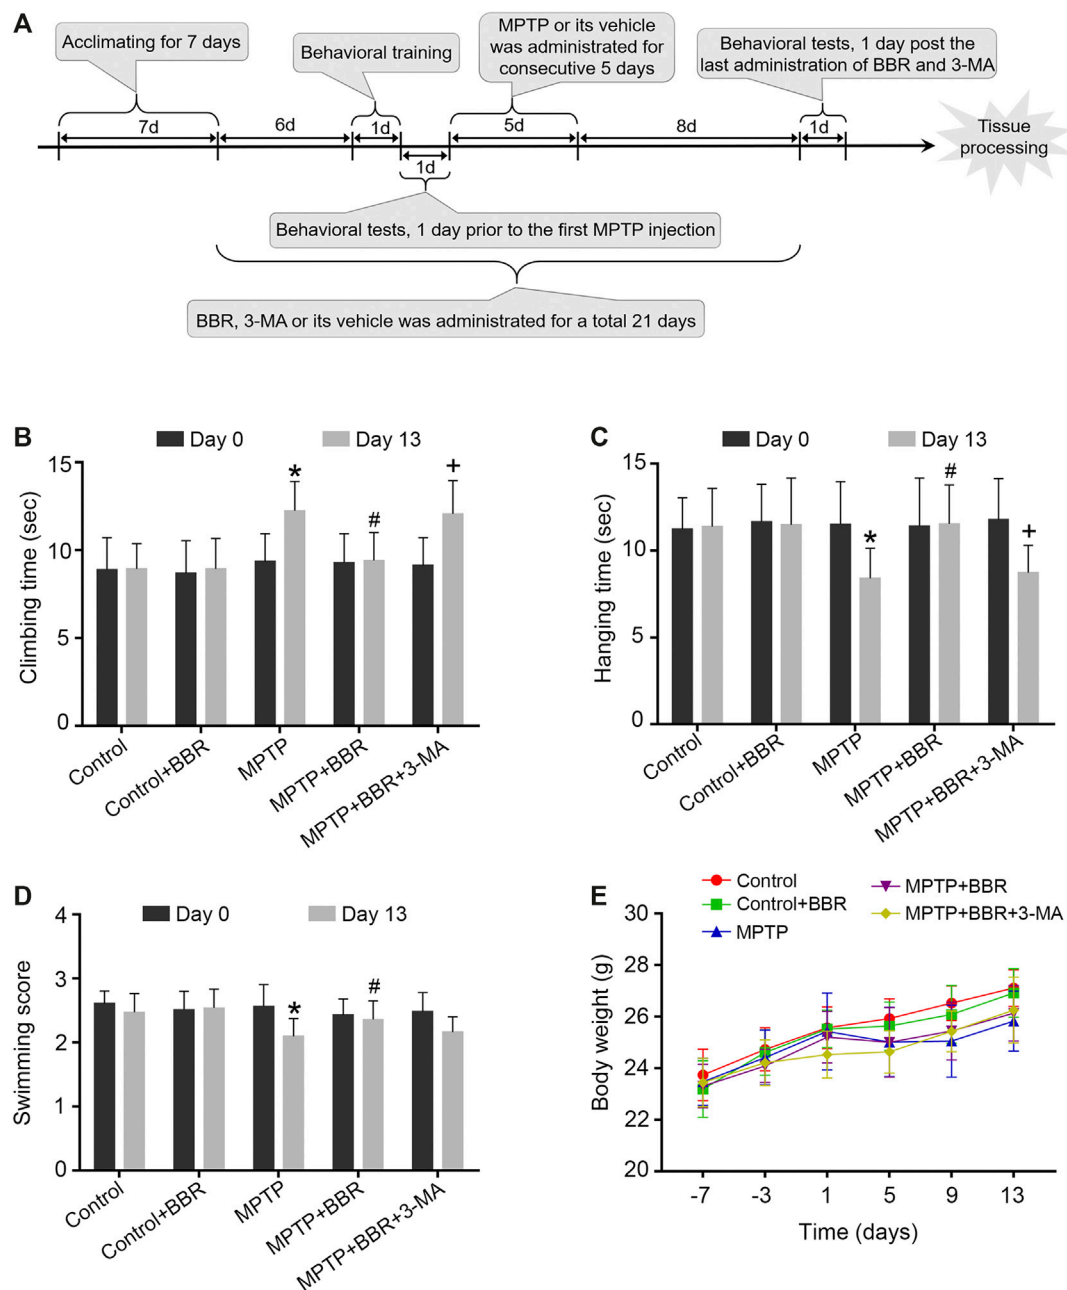 A
Acclimating for 7 days
Behavioral training
MPTP or its vehicle
was administrated for
consecutive 5 days
Behavioral tests, 1 day post the
last administration of BBR and 3-MA
7d
6d
1d
5d
8d
1d
1d
Tissue
processing
Behavioral tests, 1 day prior to the first MPTP injection
BBR, 3-MA or its vehicle was administrated for a total 21 days
B
Day 0
Day 13
Climbing time (sec)
15
10
5
0
*
#
+
Control
Control+BBR
MPTP
MPTP+BBR
MPTP+BBR+3-MA
C
Day 0
Day 13
Hanging time (sec)
15
10
5
0
*
#
+
Control
Control+BBR
MPTP
MPTP+BBR
MPTP+BBR+3-MA
D
Day 0
Day 13
Swimming score
4
3
2
1
0
*
#
Control
Control+BBR
MPTP
MPTP+BBR
MPTP+BBR+3-MA
E
Control
Control+BBR
MPTP
MPTP+BBR
MPTP+BBR+3-MA
Body weight (g)
30
28
26
24
22
20
-7
-3
1
5
9
13
Time (days)